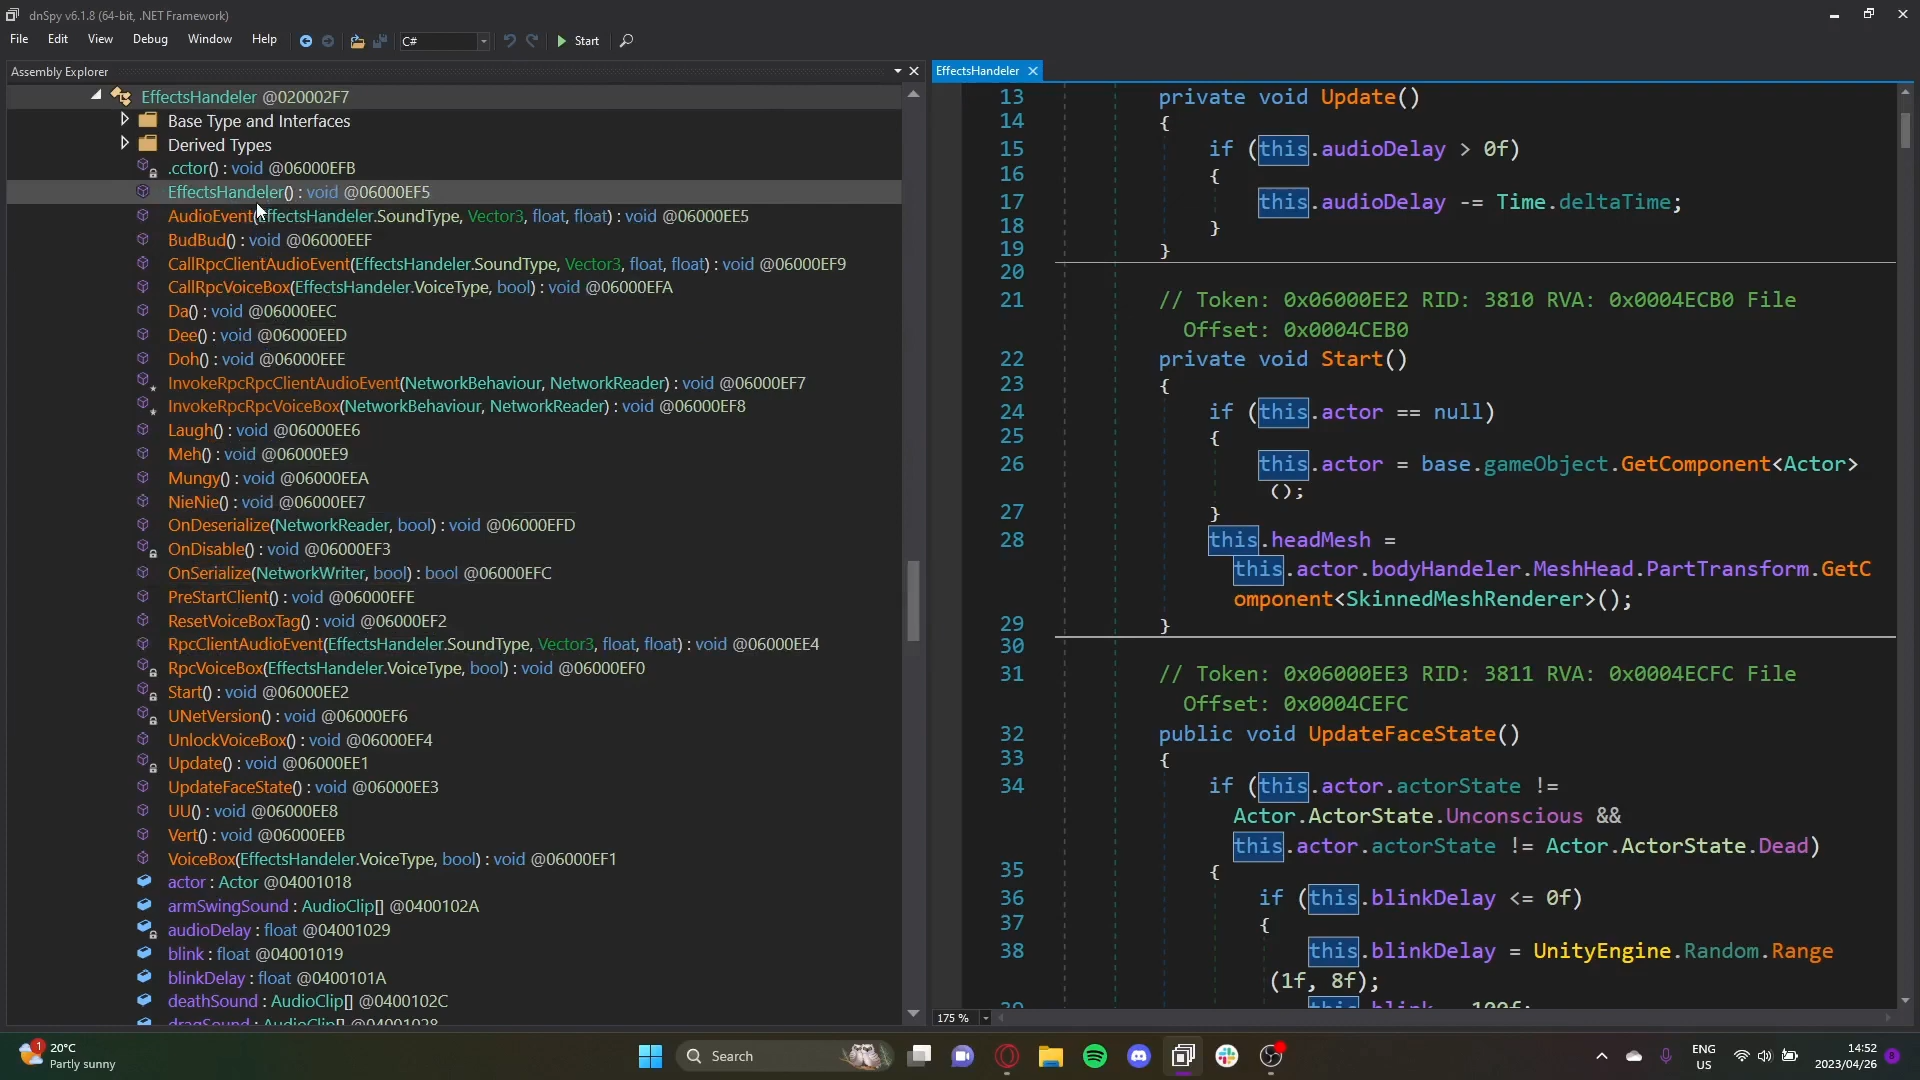 dnSpy v6.1.8 (64-bit, .NET Framework)
File Edit View Debug Window Help C# Start
Assembly Explorer
EffectsHandeler @020002F7
Base Type and Interfaces
Derived Types
.cctor() : void @06000EFB
EffectsHandeler() : void @06000EF5
AudioEvent(EffectsHandeler.SoundType, Vector3, float, float) : void @06000EE5
BudBud() : void @06000EEF
CallRpcClientAudioEvent(EffectsHandeler.SoundType, Vector3, float, float) : void @06000EF9
CallRpcVoiceBox(EffectsHandeler.VoiceType, bool) : void @06000EFA
Da() : void @06000EEC
Dee() : void @06000EED
Doh() : void @06000EEE
InvokeRpcRpcClientAudioEvent(NetworkBehaviour, NetworkReader) : void @06000EF7
InvokeRpcRpcVoiceBox(NetworkBehaviour, NetworkReader) : void @06000EF8
Laugh() : void @06000EE6
Meh() : void @06000EE9
Mungy() : void @06000EEA
NieNie() : void @06000EE7
OnDeserialize(NetworkReader, bool) : void @06000EFD
OnDisable() : void @06000EF3
OnSerialize(NetworkWriter, bool) : bool @06000EFC
PreStartClient() : void @06000EFE
ResetVoiceBoxTag() : void @06000EF2
RpcClientAudioEvent(EffectsHandeler.SoundType, Vector3, float, float) : void @06000EE4
RpcVoiceBox(EffectsHandeler.VoiceType, bool) : void @06000EF0
Start() : void @06000EE2
UNetVersion() : void @06000EF6
UnlockVoiceBox() : void @06000EF4
Update() : void @06000EE1
UpdateFaceState() : void @06000EE3
UU() : void @06000EE8
Vert() : void @06000EEB
VoiceBox(EffectsHandeler.VoiceType, bool) : void @06000EF1
actor : Actor @04001018
armSwingSound : AudioClip[] @0400102A
audioDelay : float @04001029
blink : float @04001019
blinkDelay : float @0400101A
deathSound : AudioClip[] @0400102C
dragSound : AudioClip[] @0400102B
EffectsHandeler
13 private void Update()
14 {
15 if (this.audioDelay > 0f)
16 {
17 this.audioDelay -= Time.deltaTime;
18 }
19 }
20
21 // Token: 0x06000EE2 RID: 3810 RVA: 0x0004ECB0 File
Offset: 0x0004CEB0
22 private void Start()
23 {
24 if (this.actor == null)
25 {
26 this.actor = base.gameObject.GetComponent<Actor>
();
27 }
28 this.headMesh =
this.actor.bodyHandeler.MeshHead.PartTransform.GetC
omponent<SkinnedMeshRenderer>();
29 }
30
31 // Token: 0x06000EE3 RID: 3811 RVA: 0x0004ECFC File
Offset: 0x0004CEFC
32 public void UpdateFaceState()
33 {
34 if (this.actor.actorState !=
Actor.ActorState.Unconscious &&
this.actor.actorState != Actor.ActorState.Dead)
35 {
36 if (this.blinkDelay <= 0f)
37 {
38 this.blinkDelay = UnityEngine.Random.Range
(1f, 8f);
39 this.blink = 100f;
175 %
1
20°C
Partly sunny
Search
ENG
US
14:52
2023/04/26
8